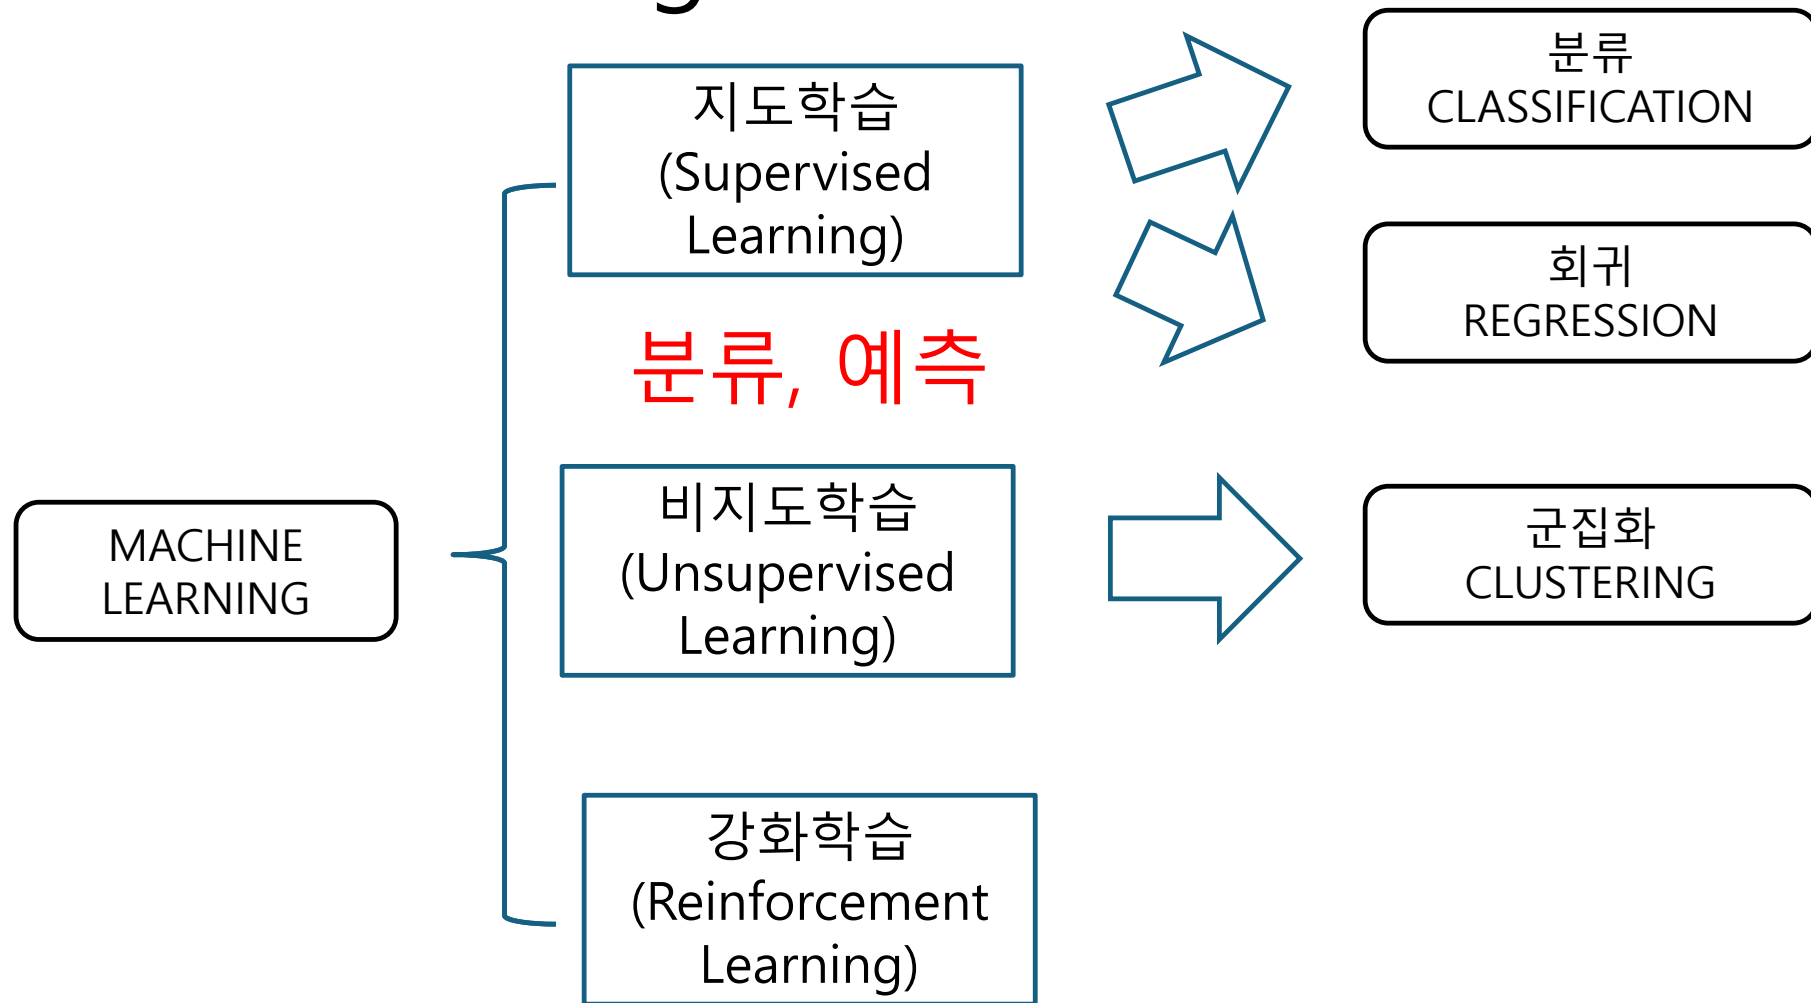 지도학습
(Supervised
Learning)
분류
CLASSIFICATION
회귀
REGRESSION
분류, 예측
MACHINE
LEARNING
비지도학습
(Unsupervised
Learning)
군집화
CLUSTERING
강화학습
(Reinforcement
Learning)